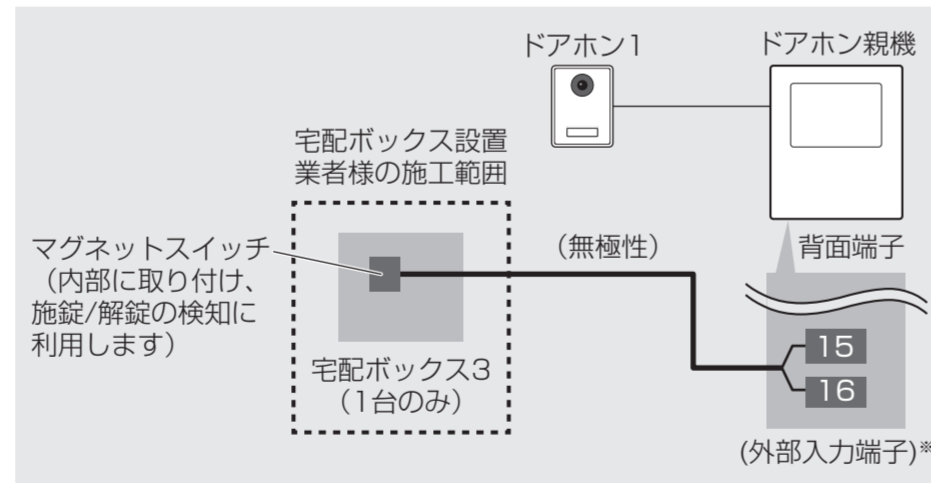 ドアホン1
ドアホン親機
宅配ボックス設置
業者様の施工範囲
マグネットスイッチ
（内部に取り付け、
施錠/解錠の検知に
利用します）
（無極性）
背面端子
宅配ボックス3
（1台のみ）
15
16
(外部入力端子)※